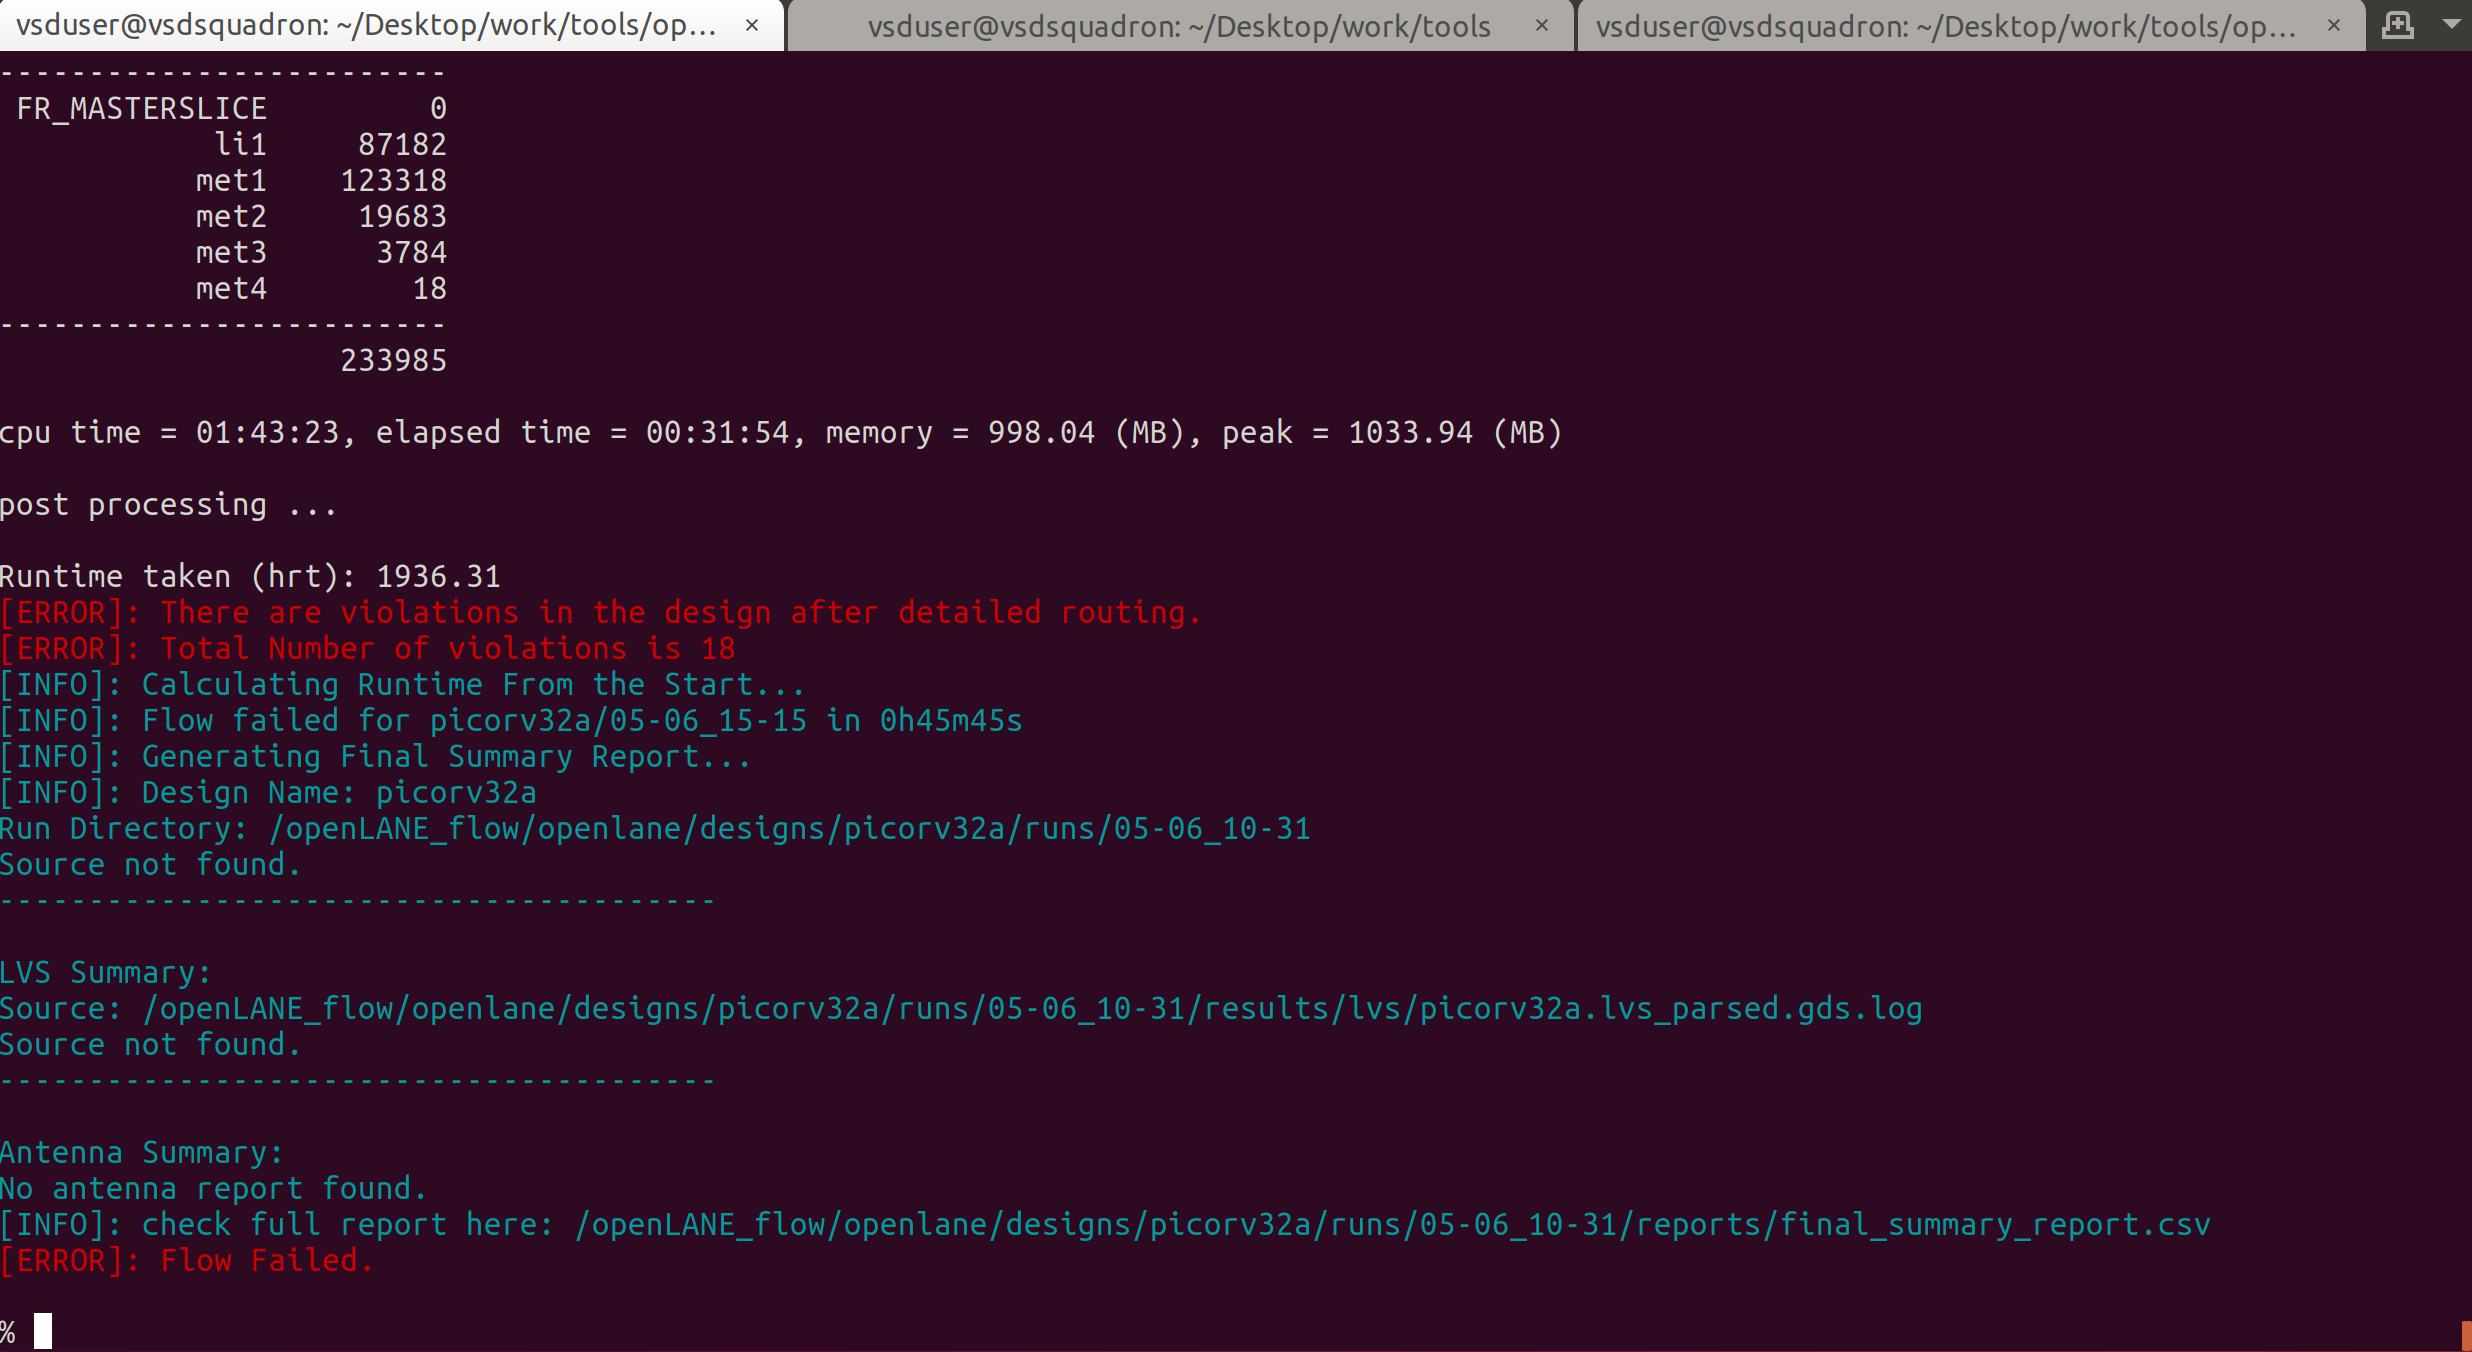 vsduser@vsdsquadron: ~/Desktop/work/tools/op... × vsduser@vsdsquadron: ~/Desktop/work/tools × vsduser@vsdsquadron: ~/Desktop/work/tools/op... ×
-------------------------
FR_MASTERSLICE 0
li1 87182
met1 123318
met2 19683
met3 3784
met4 18
-------------------------
233985
cpu time = 01:43:23, elapsed time = 00:31:54, memory = 998.04 (MB), peak = 1033.94 (MB)
post processing ...
Runtime taken (hrt): 1936.31
[ERROR]: There are violations in the design after detailed routing.
[ERROR]: Total Number of violations is 18
[INFO]: Calculating Runtime From the Start...
[INFO]: Flow failed for picorv32a/05-06_15-15 in 0h45m45s
[INFO]: Generating Final Summary Report...
[INFO]: Design Name: picorv32a
Run Directory: /openLANE_flow/openlane/designs/picorv32a/runs/05-06_10-31
Source not found.
----------------------------------------
LVS Summary:
Source: /openLANE_flow/openlane/designs/picorv32a/runs/05-06_10-31/results/lvs/picorv32a.lvs_parsed.gds.log
Source not found.
----------------------------------------
Antenna Summary:
No antenna report found.
[INFO]: check full report here: /openLANE_flow/openlane/designs/picorv32a/runs/05-06_10-31/reports/final_summary_report.csv
[ERROR]: Flow Failed.
%